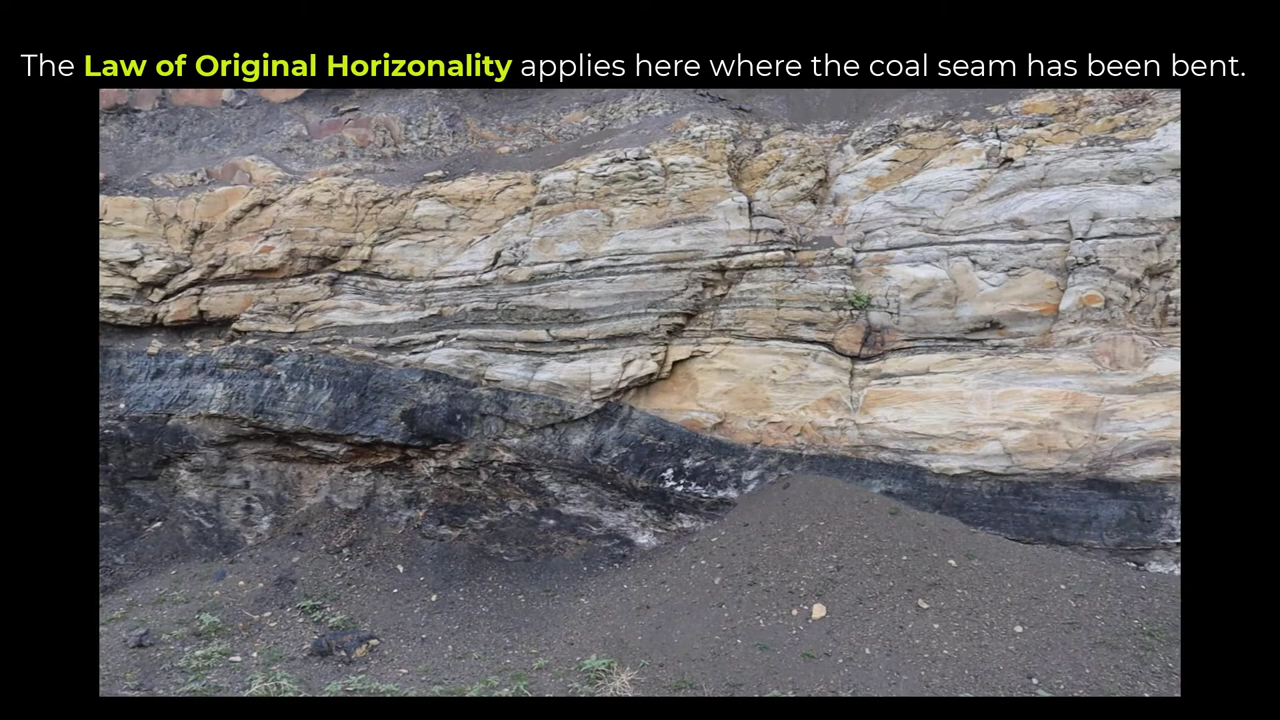 The Law of Original Horizonality applies here where the coal seam has been bent.